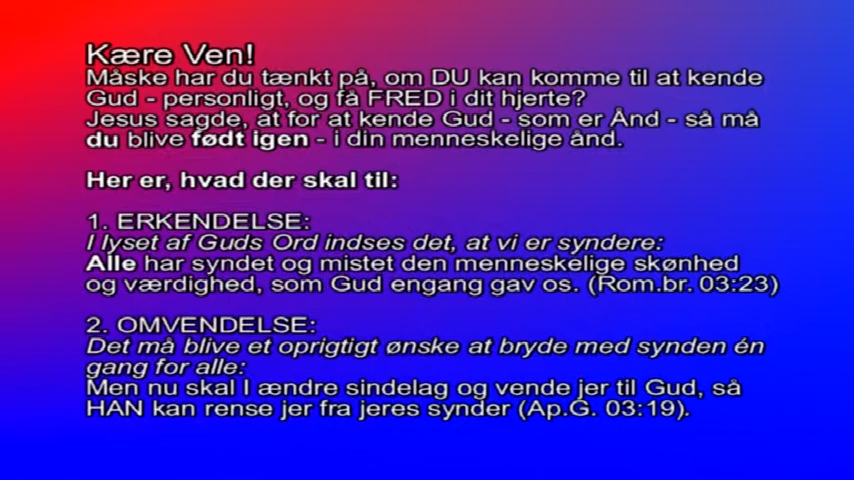 Kære Ven!
Måske har du tænkt på, om DU kan komme til at kende
Gud - personligt, og få FRED i dit hjerte?
Jesus sagde, at for at kende Gud - som er Ånd - så må
du blive født igen - i din menneskelige ånd.
Her er, hvad der skal til:
1. ERKENDELSE:
I lyset af Guds Ord indses det, at vi er syndere:
Alle har syndet og mistet den menneskelige skønhed
og værdighed, som Gud engang gav os. (Rom.br. 03:23)
2. OMVENDELSE:
Det må blive et oprigtigt ønske at bryde med synden én
gang for alle:
Men nu skal I ændre sindelag og vende jer til Gud, så
HAN kan rense jer fra jeres synder (Ap.G. 03:19).